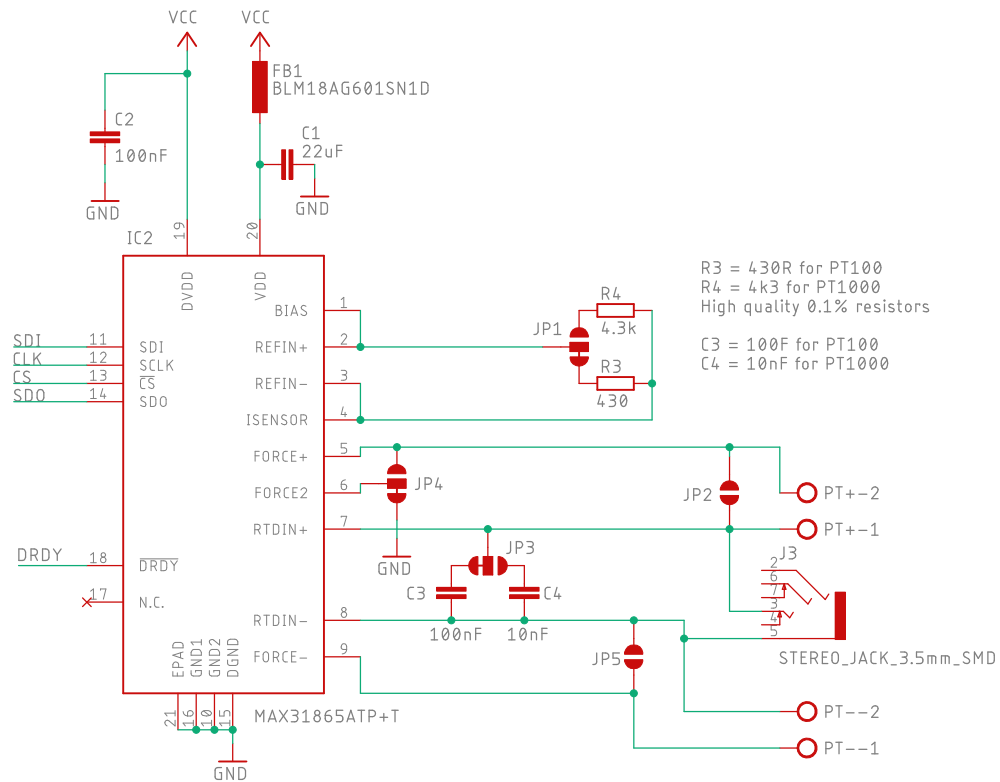 VCC
VCC
FB1
BLM18AG601SN1D
C2
100nF
C1
22uF
GND
GND
19
20
IC2
DVDD
VDD
R3 = 430R for PT100
R4 = 4k3 for PT1000
High quality 0.1% resistors
C3 = 100F for PT100
C4 = 10nF for PT1000
BIAS
1
R4
4.3k
JP1
SDI
11
SDI
REFIN+
2
CLK
12
SCLK
R3
430
CS
13
CS
REFIN-
3
SDO
14
SDO
ISENSOR
4
FORCE+
5
JP4
FORCE2
6
JP2
PT+-2
RTDIN+
7
PT+-1
DRDY
18
DRDY
GND
JP3
J3
2
6
7
3
4
5
17
N.C.
C3
100nF
C4
10nF
RTDIN-
8
FORCE-
9
JP5
STEREO_JACK_3.5mm_SMD
EPAD
GND1
GND2
DGND
21
16
10
15
MAX31865ATP+T
PT--2
PT--1
GND